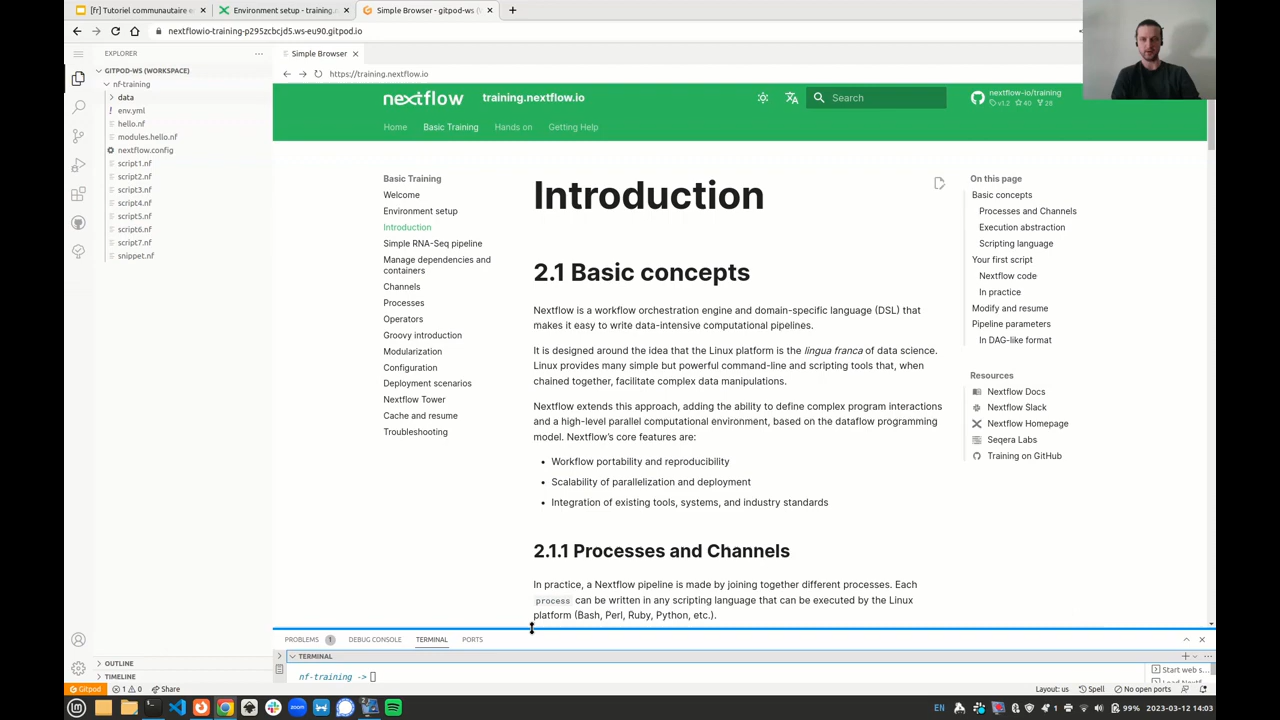 [fr] Tutoriel communautaire e
Environment setup - training.n
Simple Browser - gitpod-ws (W
nextflowio-training-p295zcbcjd5.ws-eu90.gitpod.io
EXPLORER
Simple Browser
GITPOD-WS (WORKSPACE)
nf-training
data
env.yml
hello.nf
modules.hello.nf
nextflow.config
script1.nf
script2.nf
script3.nf
script4.nf
script5.nf
script6.nf
script7.nf
snippet.nf
OUTLINE
TIMELINE
https://training.nextflow.io
nextflow
training.nextflow.io
Search
nextflow-io/training
v1.2 40 28
Home Basic Training Hands on Getting Help
Basic Training
Welcome
Environment setup
Introduction
Simple RNA-Seq pipeline
Manage dependencies and
containers
Channels
Processes
Operators
Groovy introduction
Modularization
Configuration
Deployment scenarios
Nextflow Tower
Cache and resume
Troubleshooting
Introduction
2.1 Basic concepts
Nextflow is a workflow orchestration engine and domain-specific language (DSL) that
makes it easy to write data-intensive computational pipelines.
It is designed around the idea that the Linux platform is the lingua franca of data science.
Linux provides many simple but powerful command-line and scripting tools that, when
chained together, facilitate complex data manipulations.
Nextflow extends this approach, adding the ability to define complex program interactions
and a high-level parallel computational environment, based on the dataflow programming
model. Nextflow's core features are:
• Workflow portability and reproducibility
• Scalability of parallelization and deployment
• Integration of existing tools, systems, and industry standards
2.1.1 Processes and Channels
In practice, a Nextflow pipeline is made by joining together different processes. Each
process can be written in any scripting language that can be executed by the Linux
platform (Bash, Perl, Ruby, Python, etc.).
On this page
Basic concepts
Processes and Channels
Execution abstraction
Scripting language
Your first script
Nextflow code
In practice
Modify and resume
Pipeline parameters
In DAG-like format
Resources
Nextflow Docs
Nextflow Slack
Nextflow Homepage
Seqera Labs
Training on GitHub
PROBLEMS 1 DEBUG CONSOLE TERMINAL PORTS
TERMINAL
nf-training ->
Start web s...
Gitpod 1 0 Share
Layout: us Spell No open ports
EN 1 99% 2023-03-12 14:03